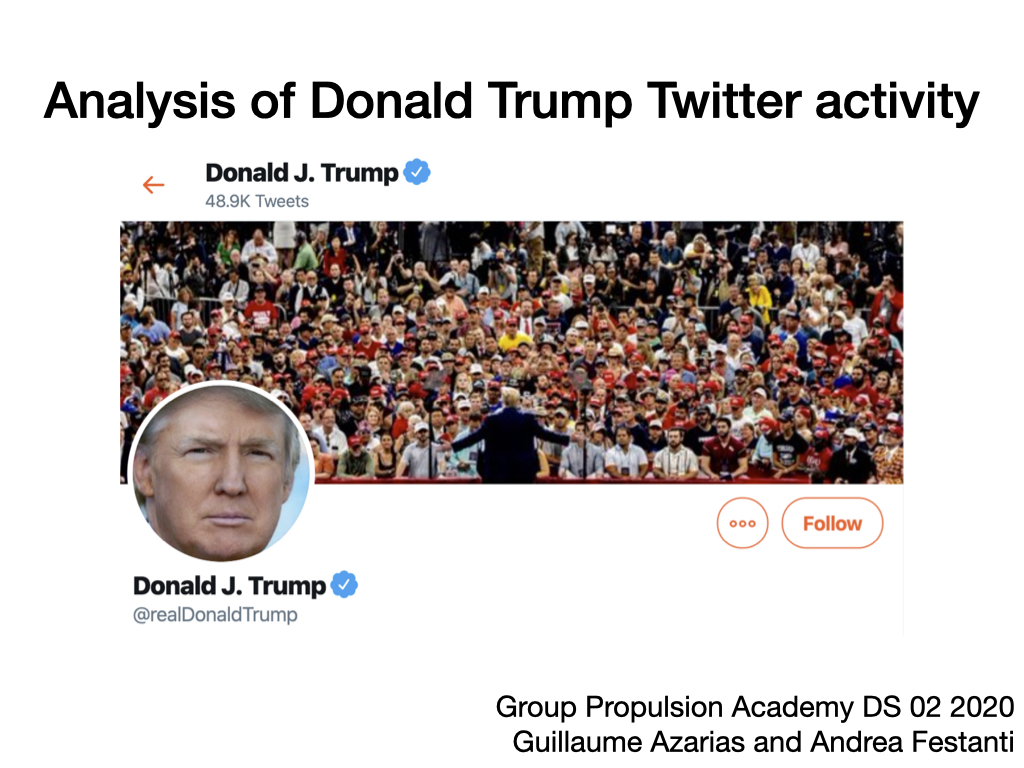 Analysis of Donald Trump Twitter activity
Donald J. Trump
48.9K Tweets
Follow
Donald J. Trump
@realDonaldTrump
Group Propulsion Academy DS 02 2020
Guillaume Azarias and Andrea Festanti